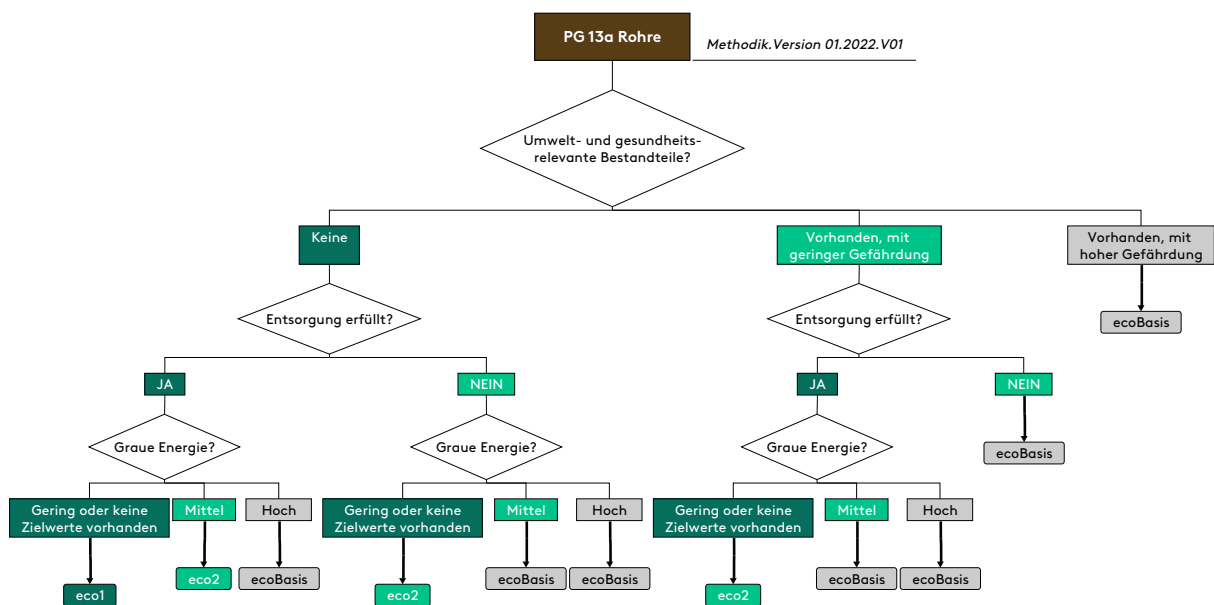 PG 13a Rohre
Methodik.Version 01.2022.V01
Umwelt- und gesundheits-
relevante Bestandteile?
Keine
Vorhanden, mit
geringer Gefährdung
Vorhanden, mit
hoher Gefährdung
Entsorgung erfüllt?
Entsorgung erfüllt?
ecoBasis
JA
NEIN
JA
NEIN
Graue Energie?
Graue Energie?
Graue Energie?
ecoBasis
Gering oder keine
Zielwerte vorhanden
Mittel
Hoch
Gering oder keine
Zielwerte vorhanden
Mittel
Hoch
Gering oder keine
Zielwerte vorhanden
Mittel
Hoch
eco1
eco2
ecoBasis
eco2
ecoBasis
ecoBasis
eco2
ecoBasis
ecoBasis